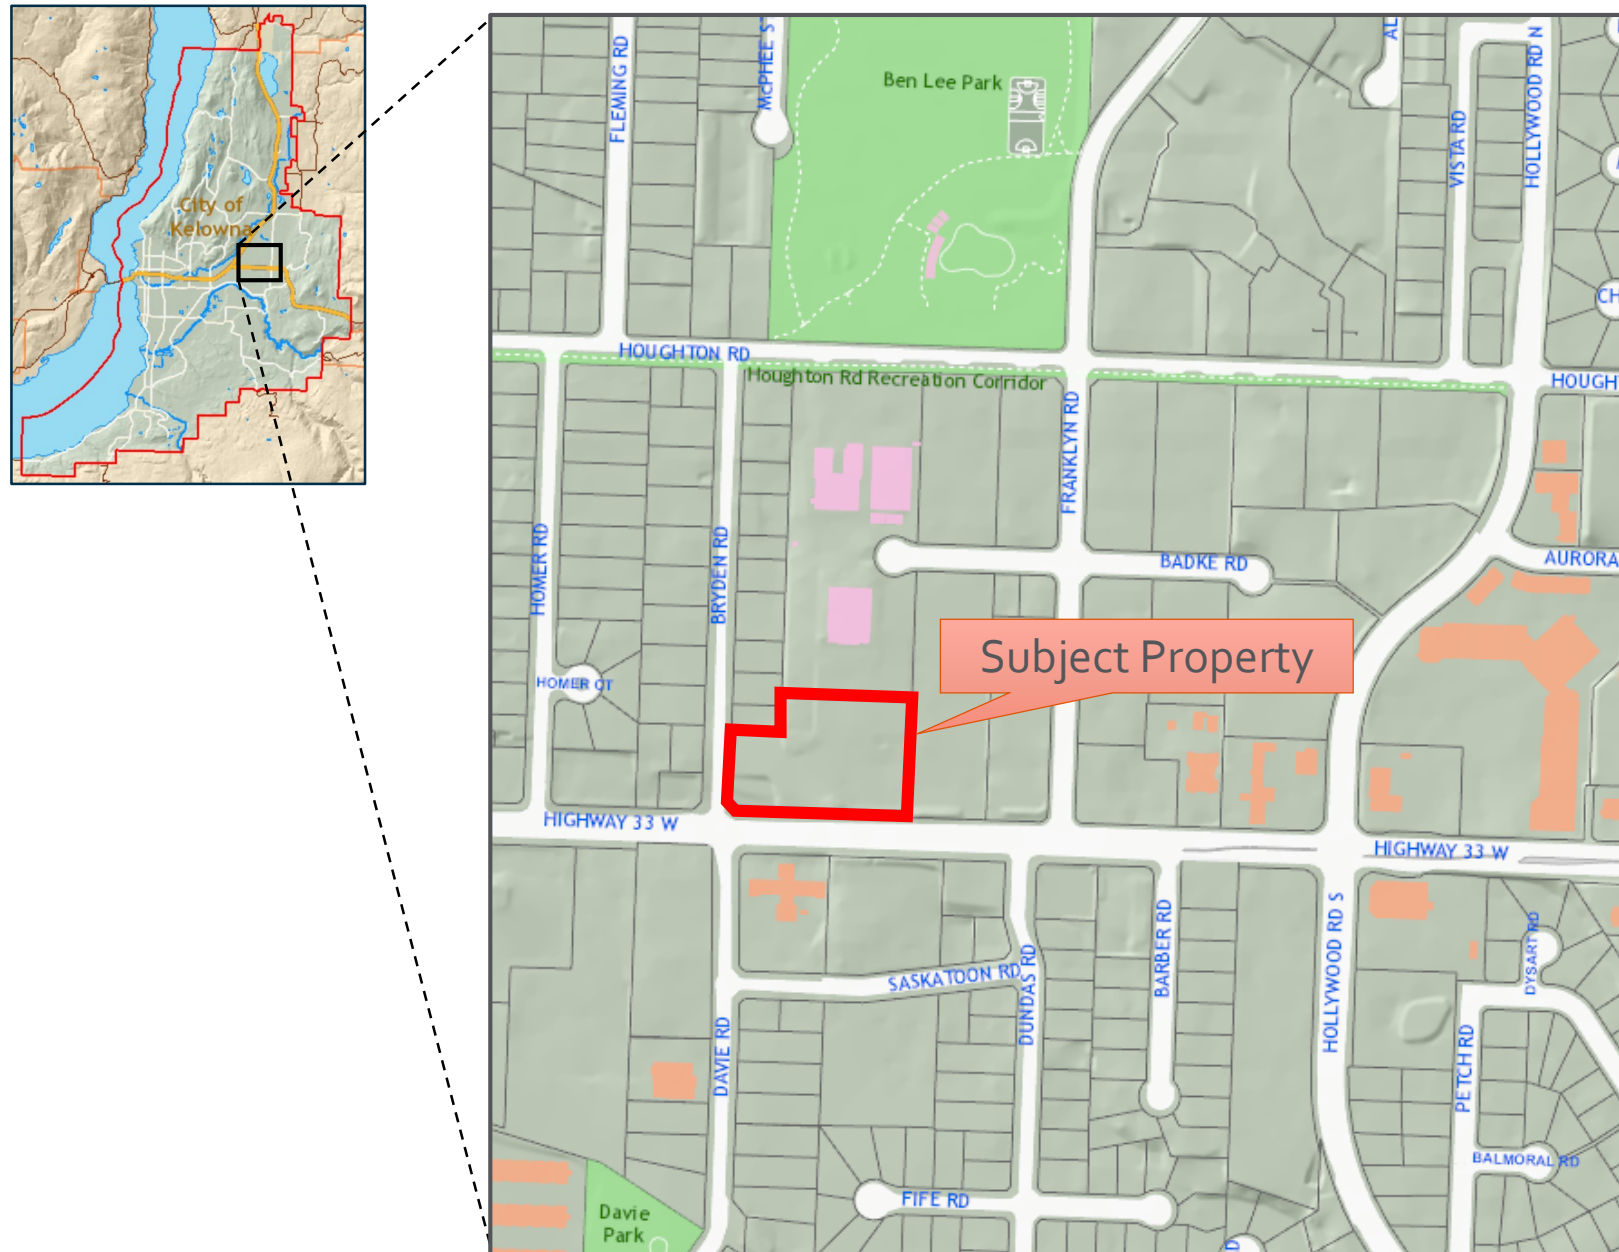 City of
Kelowna
FLEMING RD
McPHEE S
Ben Lee Park
AL
VISTA RD
HOLLYWOOD RD N
CH
HOUGHTON RD
Houghton Rd Recreation Corridor
HOUGH
FRANKLYN RD
HOMER RD
BRYDEN RD
BADKE RD
AURORA
Subject Property
HOMER CT
HIGHWAY 33 W
HIGHWAY 33 W
SASKATOON RD
DUNDAS RD
BARBER RD
HOLLYWOOD RD S
DYSART RD
DAVIE RD
PETCH RD
BALMORAL RD
FIFE RD
Davie
Park
D